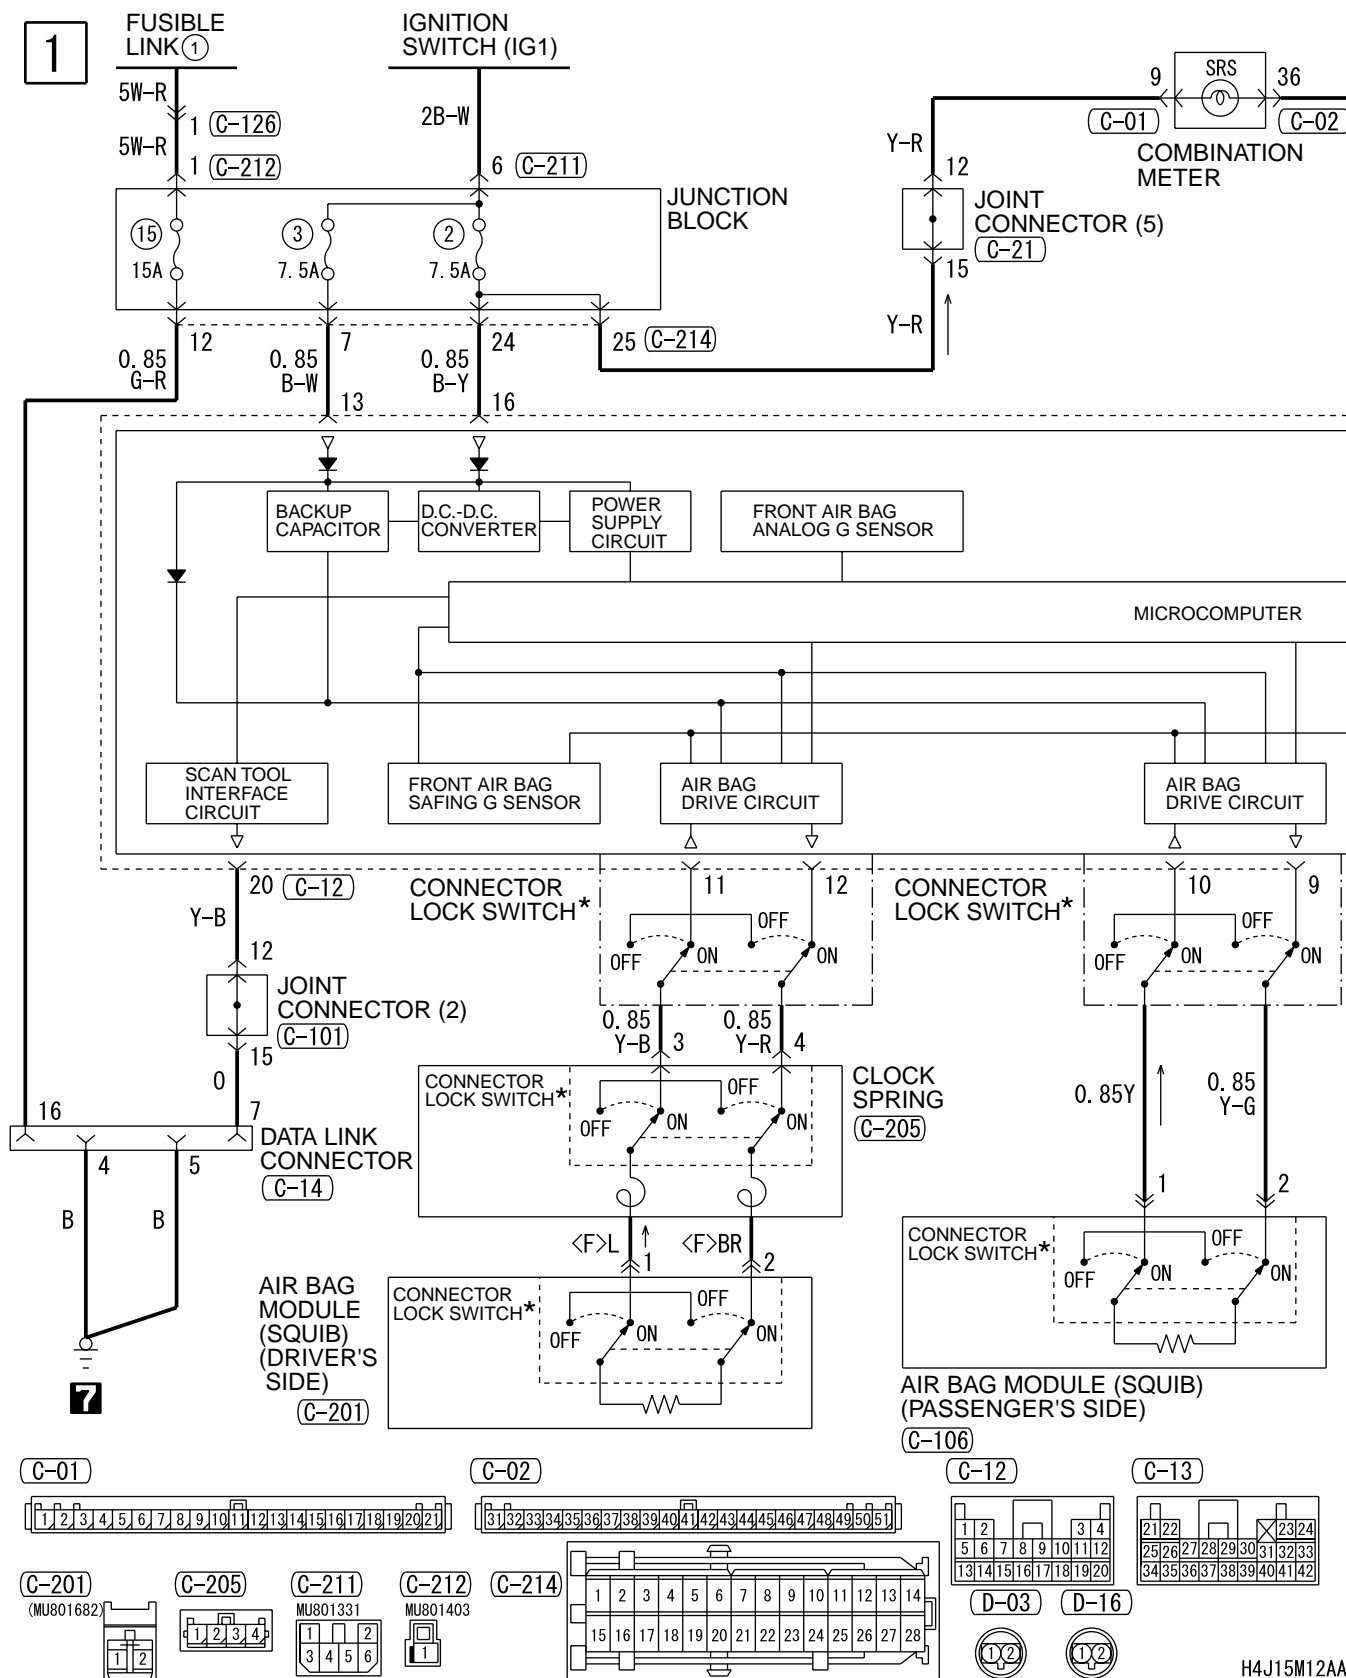 1
FUSIBLE
LINK 1
IGNITION
SWITCH (IG1)
5W-R
1 C-126
5W-R
1 C-212
2B-W
6 C-211
9
SRS
36
C-01
C-02
COMBINATION
METER
Y-R
12
JUNCTION
BLOCK
JOINT
CONNECTOR (5)
C-21
15
15
15A
3
7.5A
2
7.5A
Y-R
12
7
24
25 C-214
0.85
G-R
0.85
B-W
0.85
B-Y
13
16
BACKUP
CAPACITOR
D.C.-D.C.
CONVERTER
POWER
SUPPLY
CIRCUIT
FRONT AIR BAG
ANALOG G SENSOR
MICROCOMPUTER
SCAN TOOL
INTERFACE
CIRCUIT
FRONT AIR BAG
SAFING G SENSOR
AIR BAG
DRIVE CIRCUIT
AIR BAG
DRIVE CIRCUIT
20 C-12
CONNECTOR
LOCK SWITCH*
11
12
CONNECTOR
LOCK SWITCH*
10
9
Y-B
OFF
OFF
ON
ON
OFF
OFF
ON
ON
12
JOINT
CONNECTOR (2)
C-101
15
O
0.85
Y-B
3
0.85
Y-R
4
CONNECTOR
LOCK SWITCH*
OFF
OFF
ON
ON
CLOCK
SPRING
C-205
0.85Y
0.85
Y-G
16
7
DATA LINK
CONNECTOR
C-14
4
5
B
B
1
2
<F>L
1
<F>BR
2
CONNECTOR
LOCK SWITCH*
OFF
OFF
ON
ON
AIR BAG
MODULE
(SQUIB)
(DRIVER'S
SIDE)
C-201
CONNECTOR
LOCK SWITCH*
OFF
OFF
ON
ON
7
AIR BAG MODULE (SQUIB)
(PASSENGER'S SIDE)
C-106
C-01
1 2 3 4 5 6 7 8 9 10 11 12 13 14 15 16 17 18 19 20 21
C-02
31 32 33 34 35 36 37 38 39 40 41 42 43 44 45 46 47 48 49 50 51
C-12
1 2 3 4
5 6 7 8 9 10 11 12
13 14 15 16 17 18 19 20
C-13
21 22 23 24
25 26 27 28 29 30 31 32 33
34 35 36 37 38 39 40 41 42
C-201
(MU801682)
1 2
C-205
1 2 3 4
C-211
MU801331
1 2
3 4 5 6
C-212
MU801403
1
C-214
1 2 3 4 5 6 7 8 9 10 11 12 13 14
15 16 17 18 19 20 21 22 23 24 25 26 27 28
D-03
1 2
D-16
1 2
H4J15M12AA